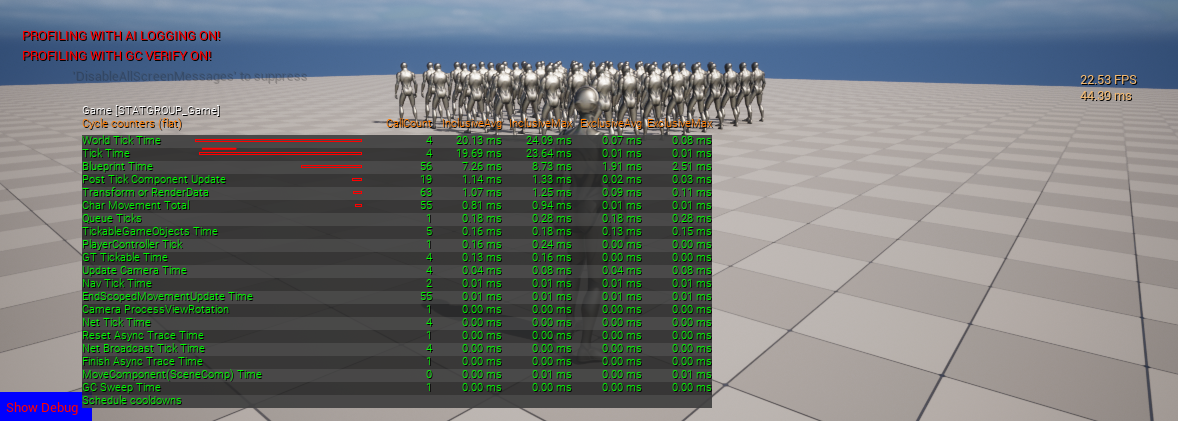 PROFILING WITH AI LOGGING ON!
PROFILING WITH GC VERIFY ON!
'DisableAllScreenMessages' to suppress
22.53 FPS
44.39 ms
Game [STATGROUP_Game]
Cycle counters (flat) CallCount InclusiveAvg InclusiveMax ExclusiveAvg ExclusiveMax
World Tick Time 4 20.13 ms 24.09 ms 0.07 ms 0.08 ms
Tick Time 4 19.69 ms 23.64 ms 0.01 ms 0.01 ms
Blueprint Time 56 7.26 ms 8.73 ms 1.91 ms 2.51 ms
Post Tick Component Update 19 1.14 ms 1.33 ms 0.02 ms 0.03 ms
Transform or RenderData 63 1.07 ms 1.25 ms 0.09 ms 0.11 ms
Char Movement Total 55 0.81 ms 0.94 ms 0.01 ms 0.01 ms
Queue Ticks 1 0.18 ms 0.28 ms 0.18 ms 0.28 ms
TickableGameObjects Time 5 0.16 ms 0.18 ms 0.13 ms 0.15 ms
PlayerController Tick 1 0.16 ms 0.24 ms 0.00 ms 0.00 ms
GT Tickable Time 4 0.13 ms 0.16 ms 0.00 ms 0.00 ms
Update Camera Time 4 0.04 ms 0.08 ms 0.04 ms 0.08 ms
Nav Tick Time 2 0.01 ms 0.01 ms 0.01 ms 0.01 ms
EndScopedMovementUpdate Time 55 0.01 ms 0.01 ms 0.01 ms 0.01 ms
Camera ProcessViewRotation 1 0.00 ms 0.00 ms 0.00 ms 0.00 ms
Net Tick Time 4 0.00 ms 0.00 ms 0.00 ms 0.00 ms
Reset Async Trace Time 1 0.00 ms 0.00 ms 0.00 ms 0.00 ms
Net Broadcast Tick Time 4 0.00 ms 0.00 ms 0.00 ms 0.00 ms
Finish Async Trace Time 1 0.00 ms 0.00 ms 0.00 ms 0.00 ms
MoveComponent(SceneComp) Time 0 0.00 ms 0.01 ms 0.00 ms 0.00 ms
GC Sweep Time 1 0.00 ms 0.00 ms 0.00 ms 0.00 ms
Schedule cooldowns
Show Debug